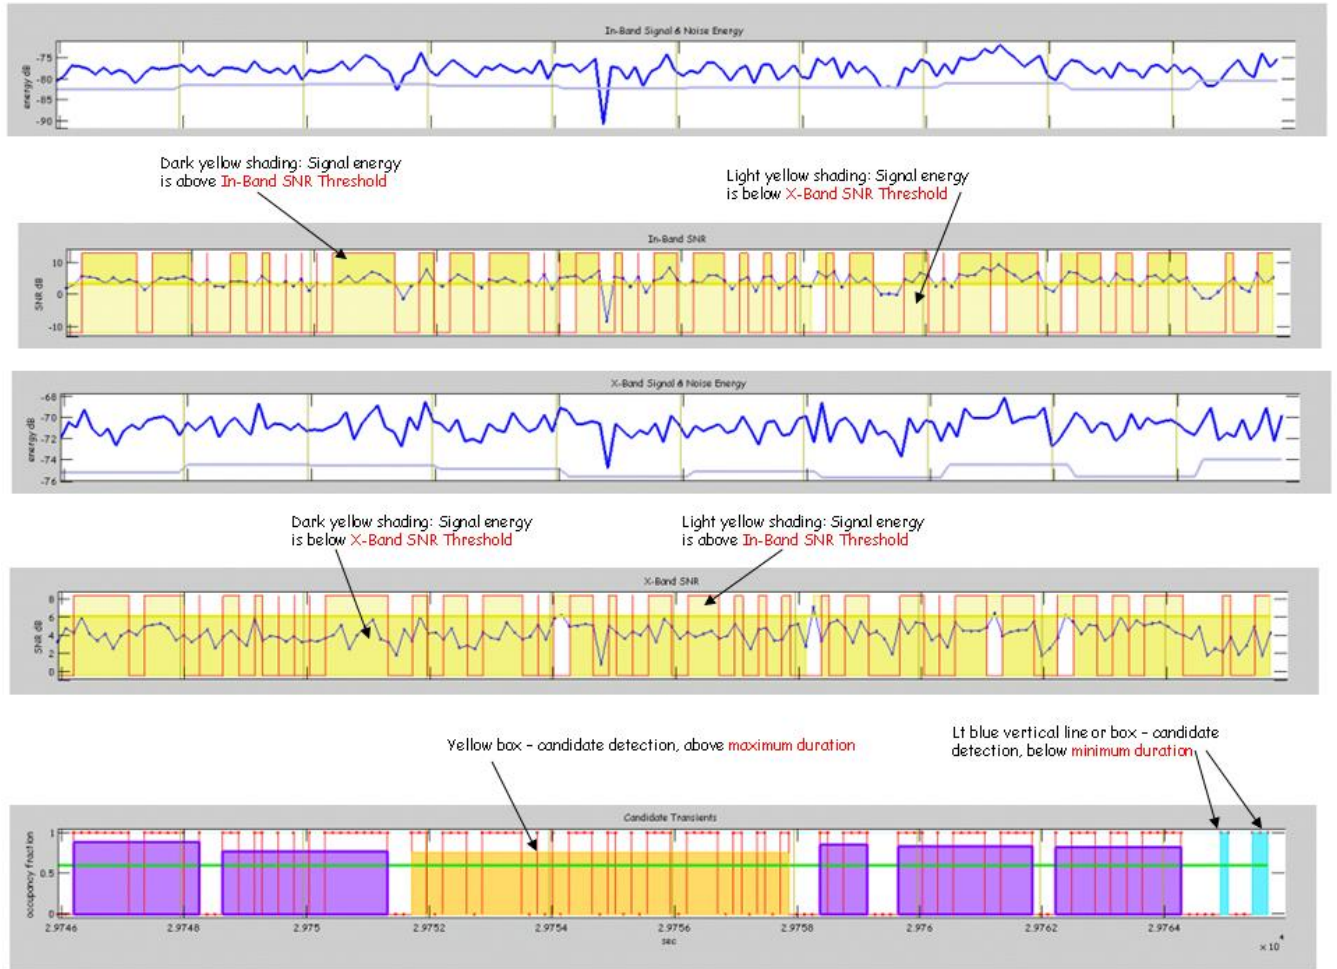 In-Band Signal & Noise Energy
energy dB
-75
-80
-85
-90
Dark yellow shading: Signal energy
is above In-Band SNR Threshold
Light yellow shading: Signal energy
is below X-Band SNR Threshold
In-Band SNR
SNR dB
10
0
-10
X-Band Signal & Noise Energy
energy dB
-68
-70
-72
-74
-76
Dark yellow shading: Signal energy
is below X-Band SNR Threshold
Light yellow shading: Signal energy
is above In-Band SNR Threshold
X-Band SNR
SNR dB
8
6
4
2
0
Yellow box - candidate detection, above maximum duration
Lt blue vertical line or box - candidate
detection, below minimum duration
Candidate Transients
occupancy fraction
1
0.5
0
2.9746 2.9748 2.975 2.9752 2.9754 2.9756 2.9758 2.976 2.9762 2.9764
sec
x 10 4